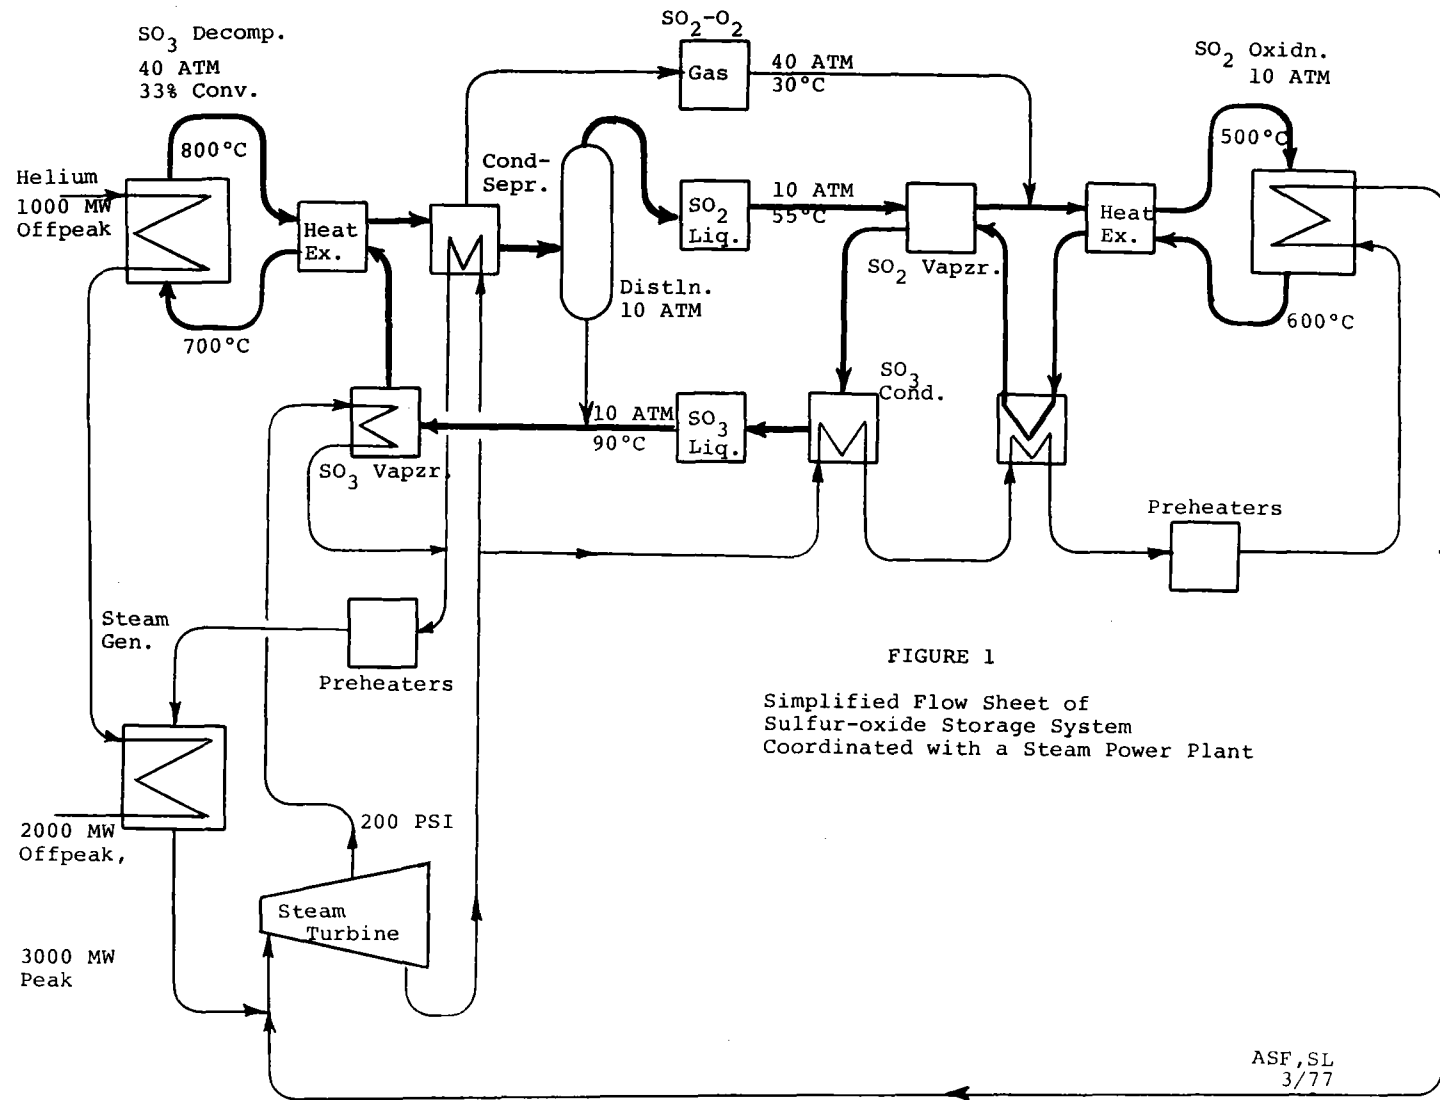 SO2-O2
SO3 Decomp.
40 ATM
33% Conv.
Gas
40 ATM
30°C
SO2 Oxidn.
10 ATM
800°C
500°C
Helium
1000 MW
Offpeak
Cond-
Sepr.
Heat
Ex.
SO2
Liq.
10 ATM
55°C
Heat
Ex.
SO2 Vapzr.
Distln.
10 ATM
700°C
600°C
SO3
Cond.
10 ATM
90°C
SO3
Liq.
SO3 Vapzr.
Preheaters
Steam
Gen.
Preheaters
FIGURE 1
Simplified Flow Sheet of
Sulfur-oxide Storage System
Coordinated with a Steam Power Plant
200 PSI
2000 MW
Offpeak,
Steam
Turbine
3000 MW
Peak
ASF,SL
3/77